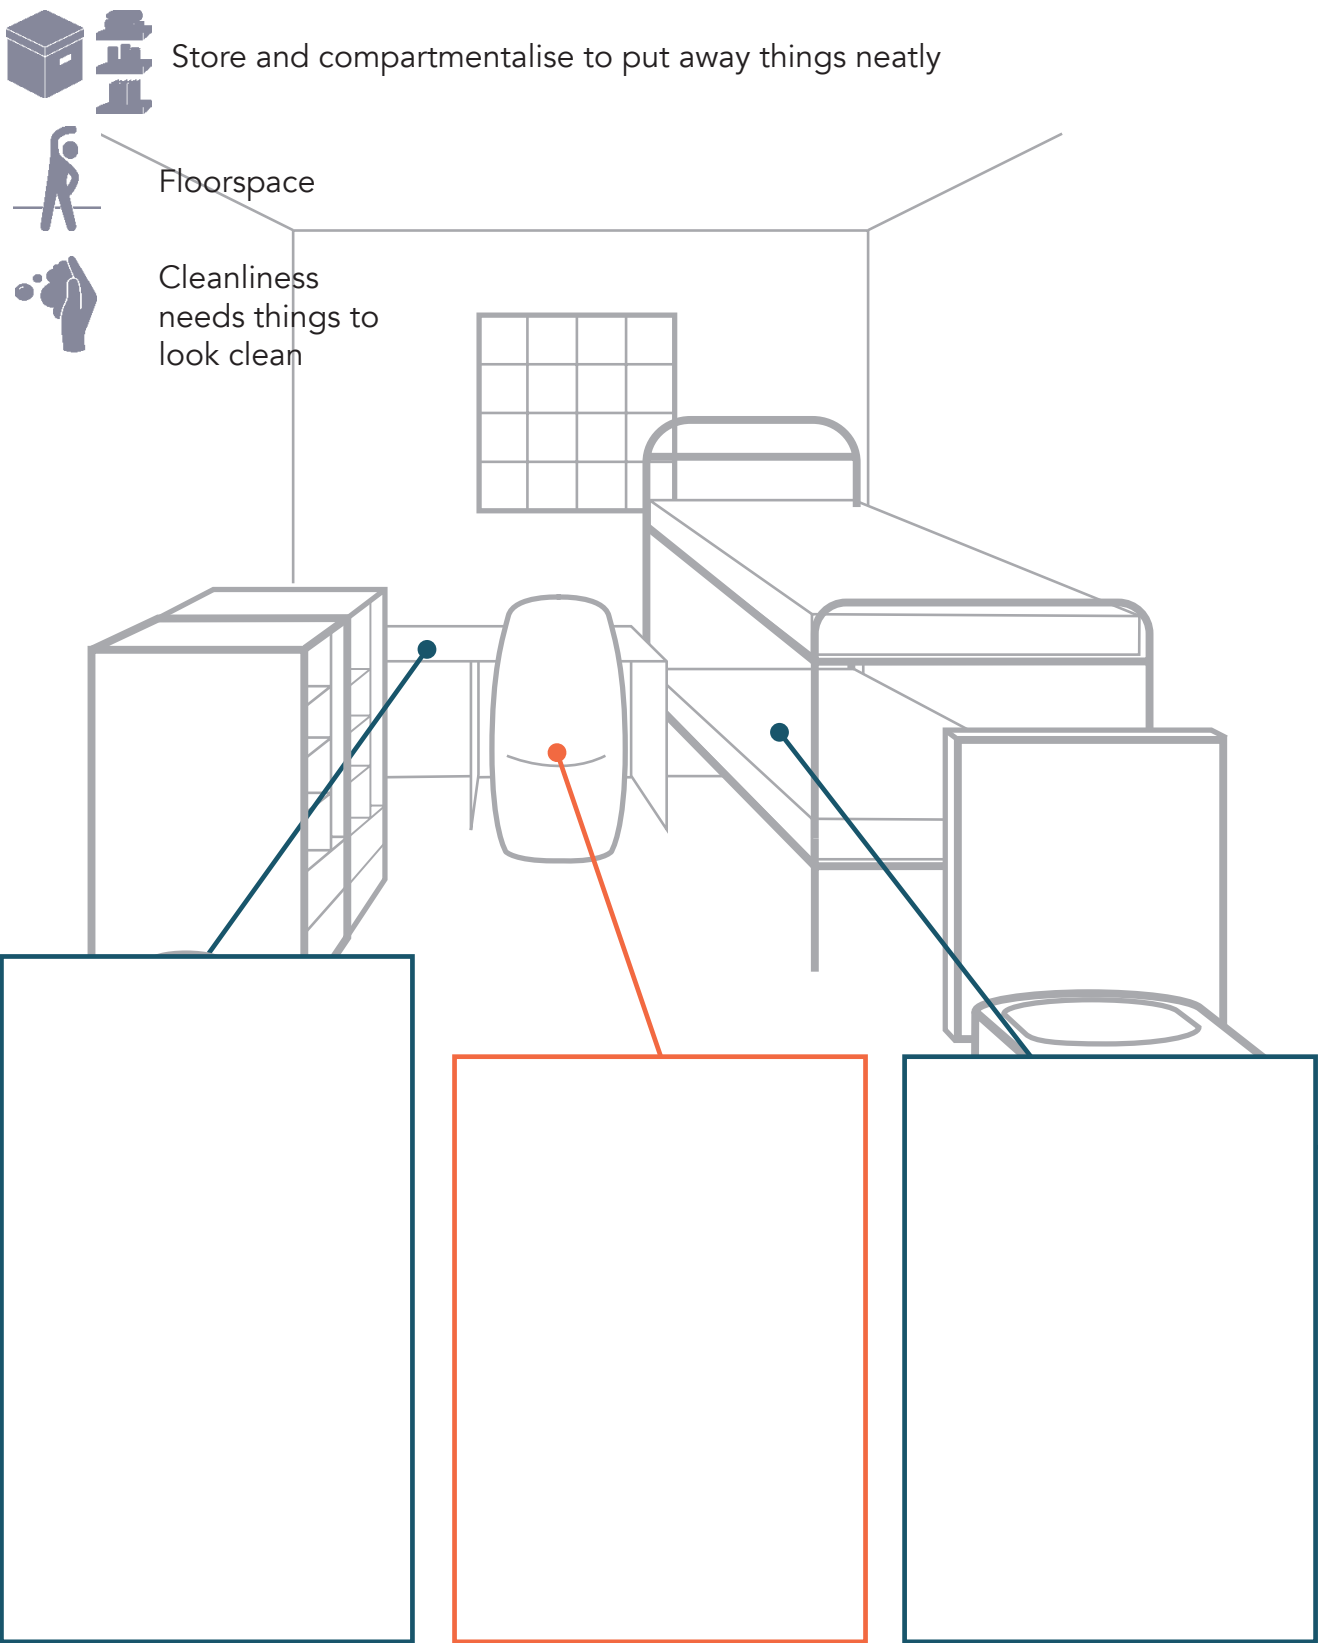 Store and compartmentalise to put away things neatly
Floorspace
Cleanliness
needs things to
look clean